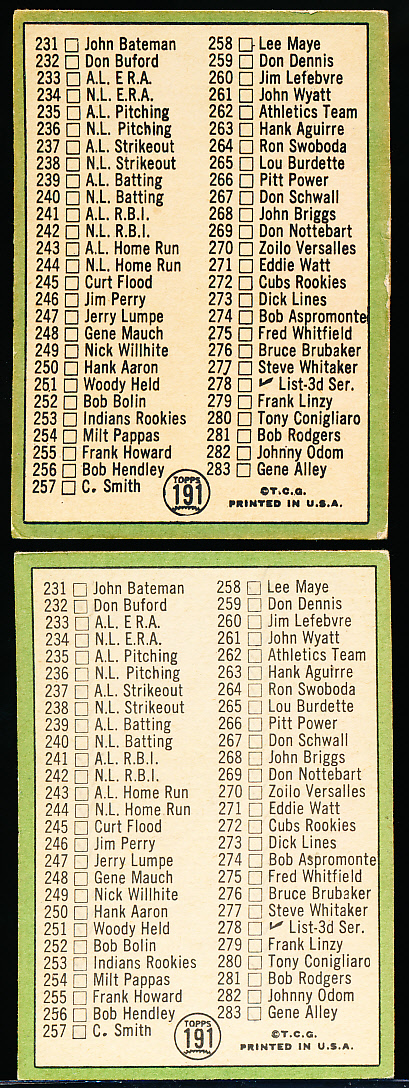 231 John Bateman
232 Don Buford
233 A.L. E R.A.
234 N.L. E.R.A.
235 A.L. Pitching
236 N.L. Pitching
237 A.L. Strikeout
238 N.L. Strikeout
239 A.L. Batting
240 N.L. Batting
241 A.L. R.B.I.
242 N.L. R.B.I.
243 A.L. Home Run
244 N.L. Home Run
245 Curt Flood
246 Jim Perry
247 Jerry Lumpe
248 Gene Mauch
249 Nick Willhite
250 Hank Aaron
251 Woody Held
252 Bob Bolin
253 Indians Rookies
254 Milt Pappas
255 Frank Howard
256 Bob Hendley
257 C. Smith
258 Lee Maye
259 Don Dennis
260 Jim Lefebvre
261 John Wyatt
262 Athletics Team
263 Hank Aguirre
264 Ron Swoboda
265 Lou Burdette
266 Pitt Power
267 Don Schwall
268 John Briggs
269 Don Nottebart
270 Zoilo Versalles
271 Eddie Watt
272 Cubs Rookies
273 Dick Lines
274 Bob Aspromonte
275 Fred Whitfield
276 Bruce Brubaker
277 Steve Whitaker
278 List-3d Ser.
279 Frank Linzy
280 Tony Conigliaro
281 Bob Rodgers
282 Johnny Odom
283 Gene Alley
TOPPS
191
©T.C.G.
PRINTED IN U.S.A.
231 John Bateman
232 Don Buford
233 A.L. E R.A.
234 N.L. E.R.A.
235 A.L. Pitching
236 N.L. Pitching
237 A.L. Strikeout
238 N.L. Strikeout
239 A.L. Batting
240 N.L. Batting
241 A.L. R.B.I.
242 N.L. R.B.I.
243 A.L. Home Run
244 N.L. Home Run
245 Curt Flood
246 Jim Perry
247 Jerry Lumpe
248 Gene Mauch
249 Nick Willhite
250 Hank Aaron
251 Woody Held
252 Bob Bolin
253 Indians Rookies
254 Milt Pappas
255 Frank Howard
256 Bob Hendley
257 C. Smith
258 Lee Maye
259 Don Dennis
260 Jim Lefebvre
261 John Wyatt
262 Athletics Team
263 Hank Aguirre
264 Ron Swoboda
265 Lou Burdette
266 Pitt Power
267 Don Schwall
268 John Briggs
269 Don Nottebart
270 Zoilo Versalles
271 Eddie Watt
272 Cubs Rookies
273 Dick Lines
274 Bob Aspromonte
275 Fred Whitfield
276 Bruce Brubaker
277 Steve Whitaker
278 List-3d Ser.
279 Frank Linzy
280 Tony Conigliaro
281 Bob Rodgers
282 Johnny Odom
283 Gene Alley
TOPPS
191
©T.C.G.
PRINTED IN U.S.A.